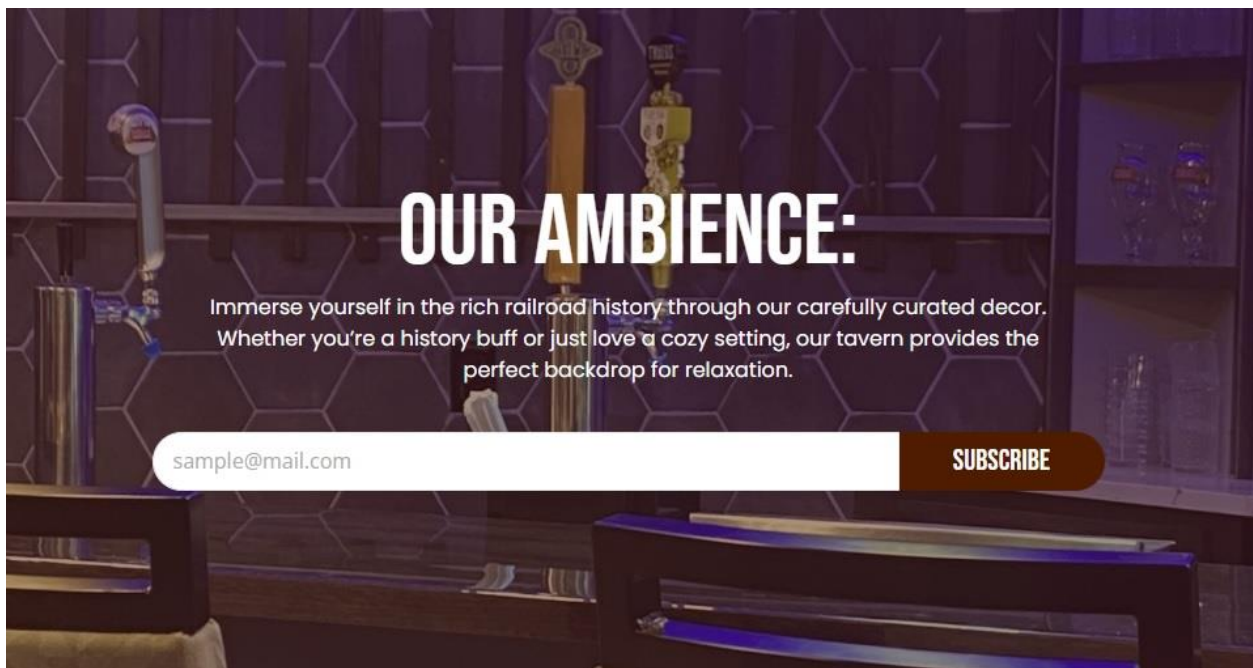 OUR AMBIENCE:
Immerse yourself in the rich railroad history through our carefully curated decor.
Whether you’re a history buff or just love a cozy setting, our tavern provides the
perfect backdrop for relaxation.
sample@mail.com
SUBSCRIBE